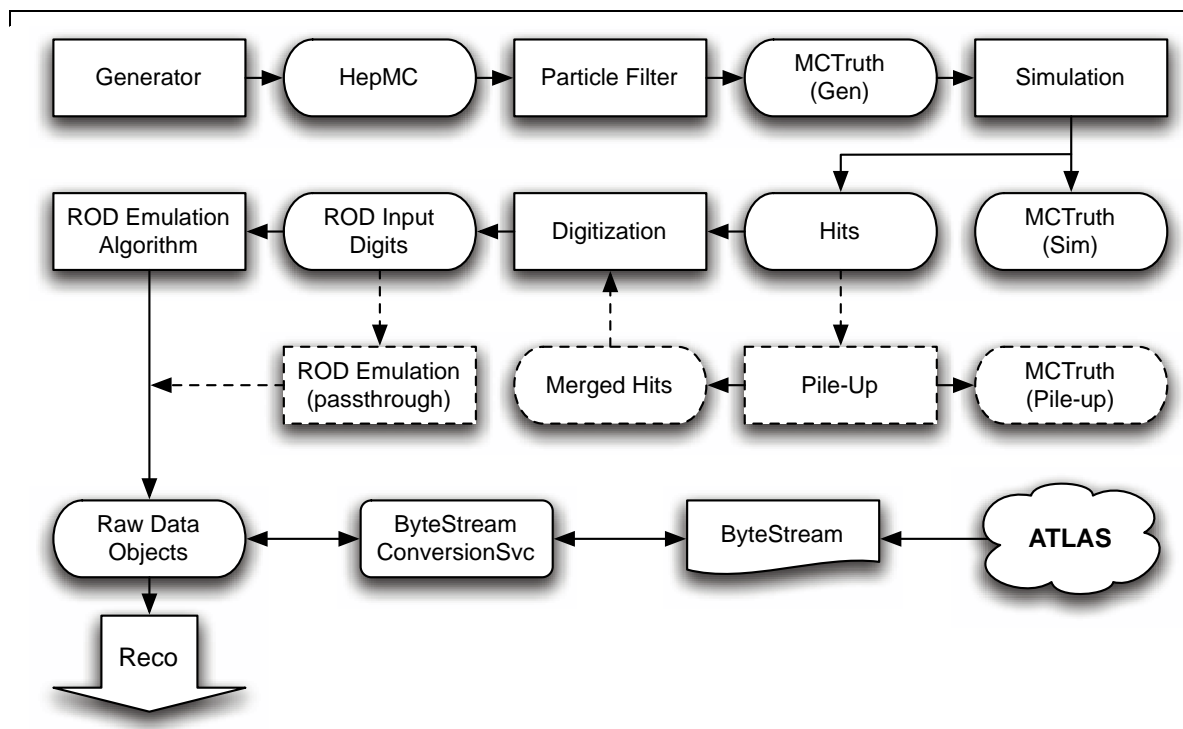 Generator
HepMC
Particle Filter
MCTruth
(Gen)
Simulation
ROD Emulation
Algorithm
ROD Input
Digits
Digitization
Hits
MCTruth
(Sim)
ROD Emulation
(passthrough)
Merged Hits
Pile-Up
MCTruth
(Pile-up)
Raw Data
Objects
ByteStream
ConversionSvc
ByteStream
ATLAS
Reco